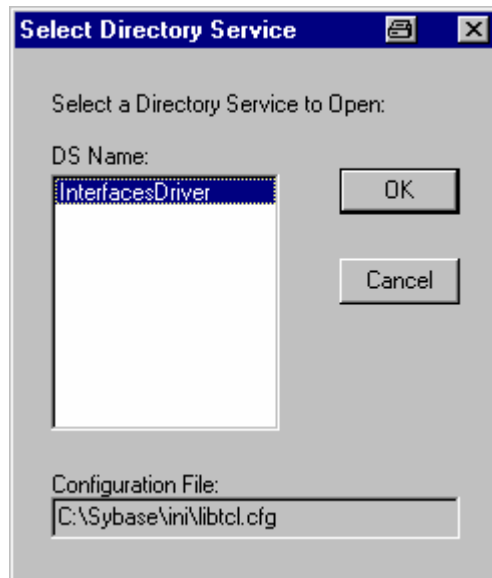 Select Directory Service
Select a Directory Service to Open:
DS Name:
InterfacesDriver
OK
Cancel
Configuration File:
C:\Sybase\ini\libtcl.cfg